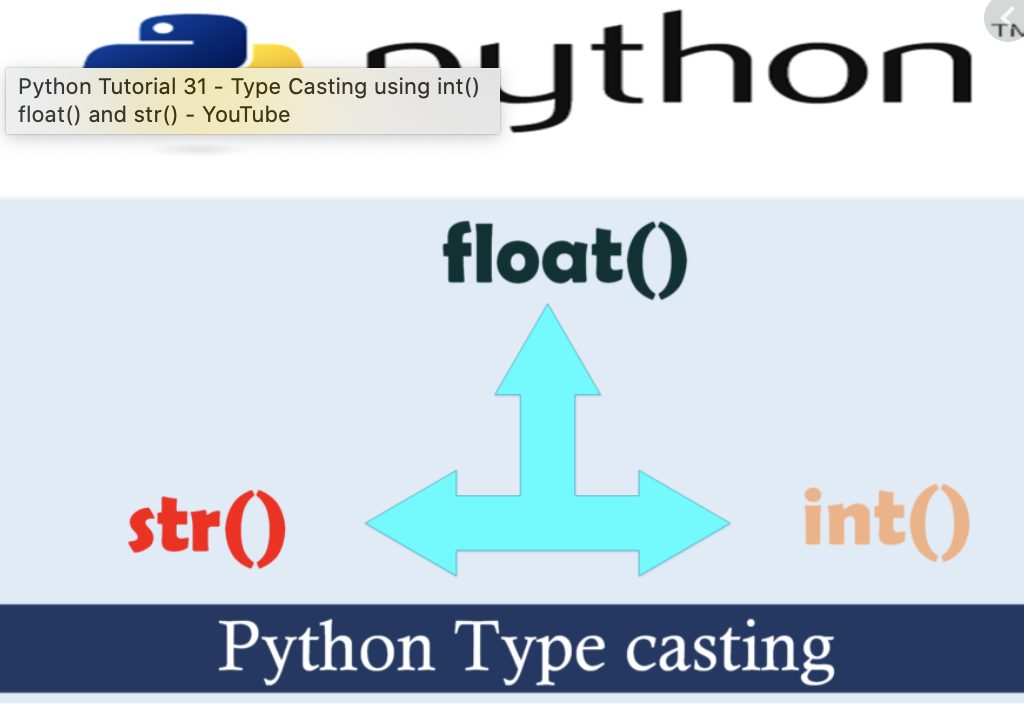 python
TM
Python Tutorial 31 - Type Casting using int()
float() and str() - YouTube
float()
str()
int()
Python Type casting